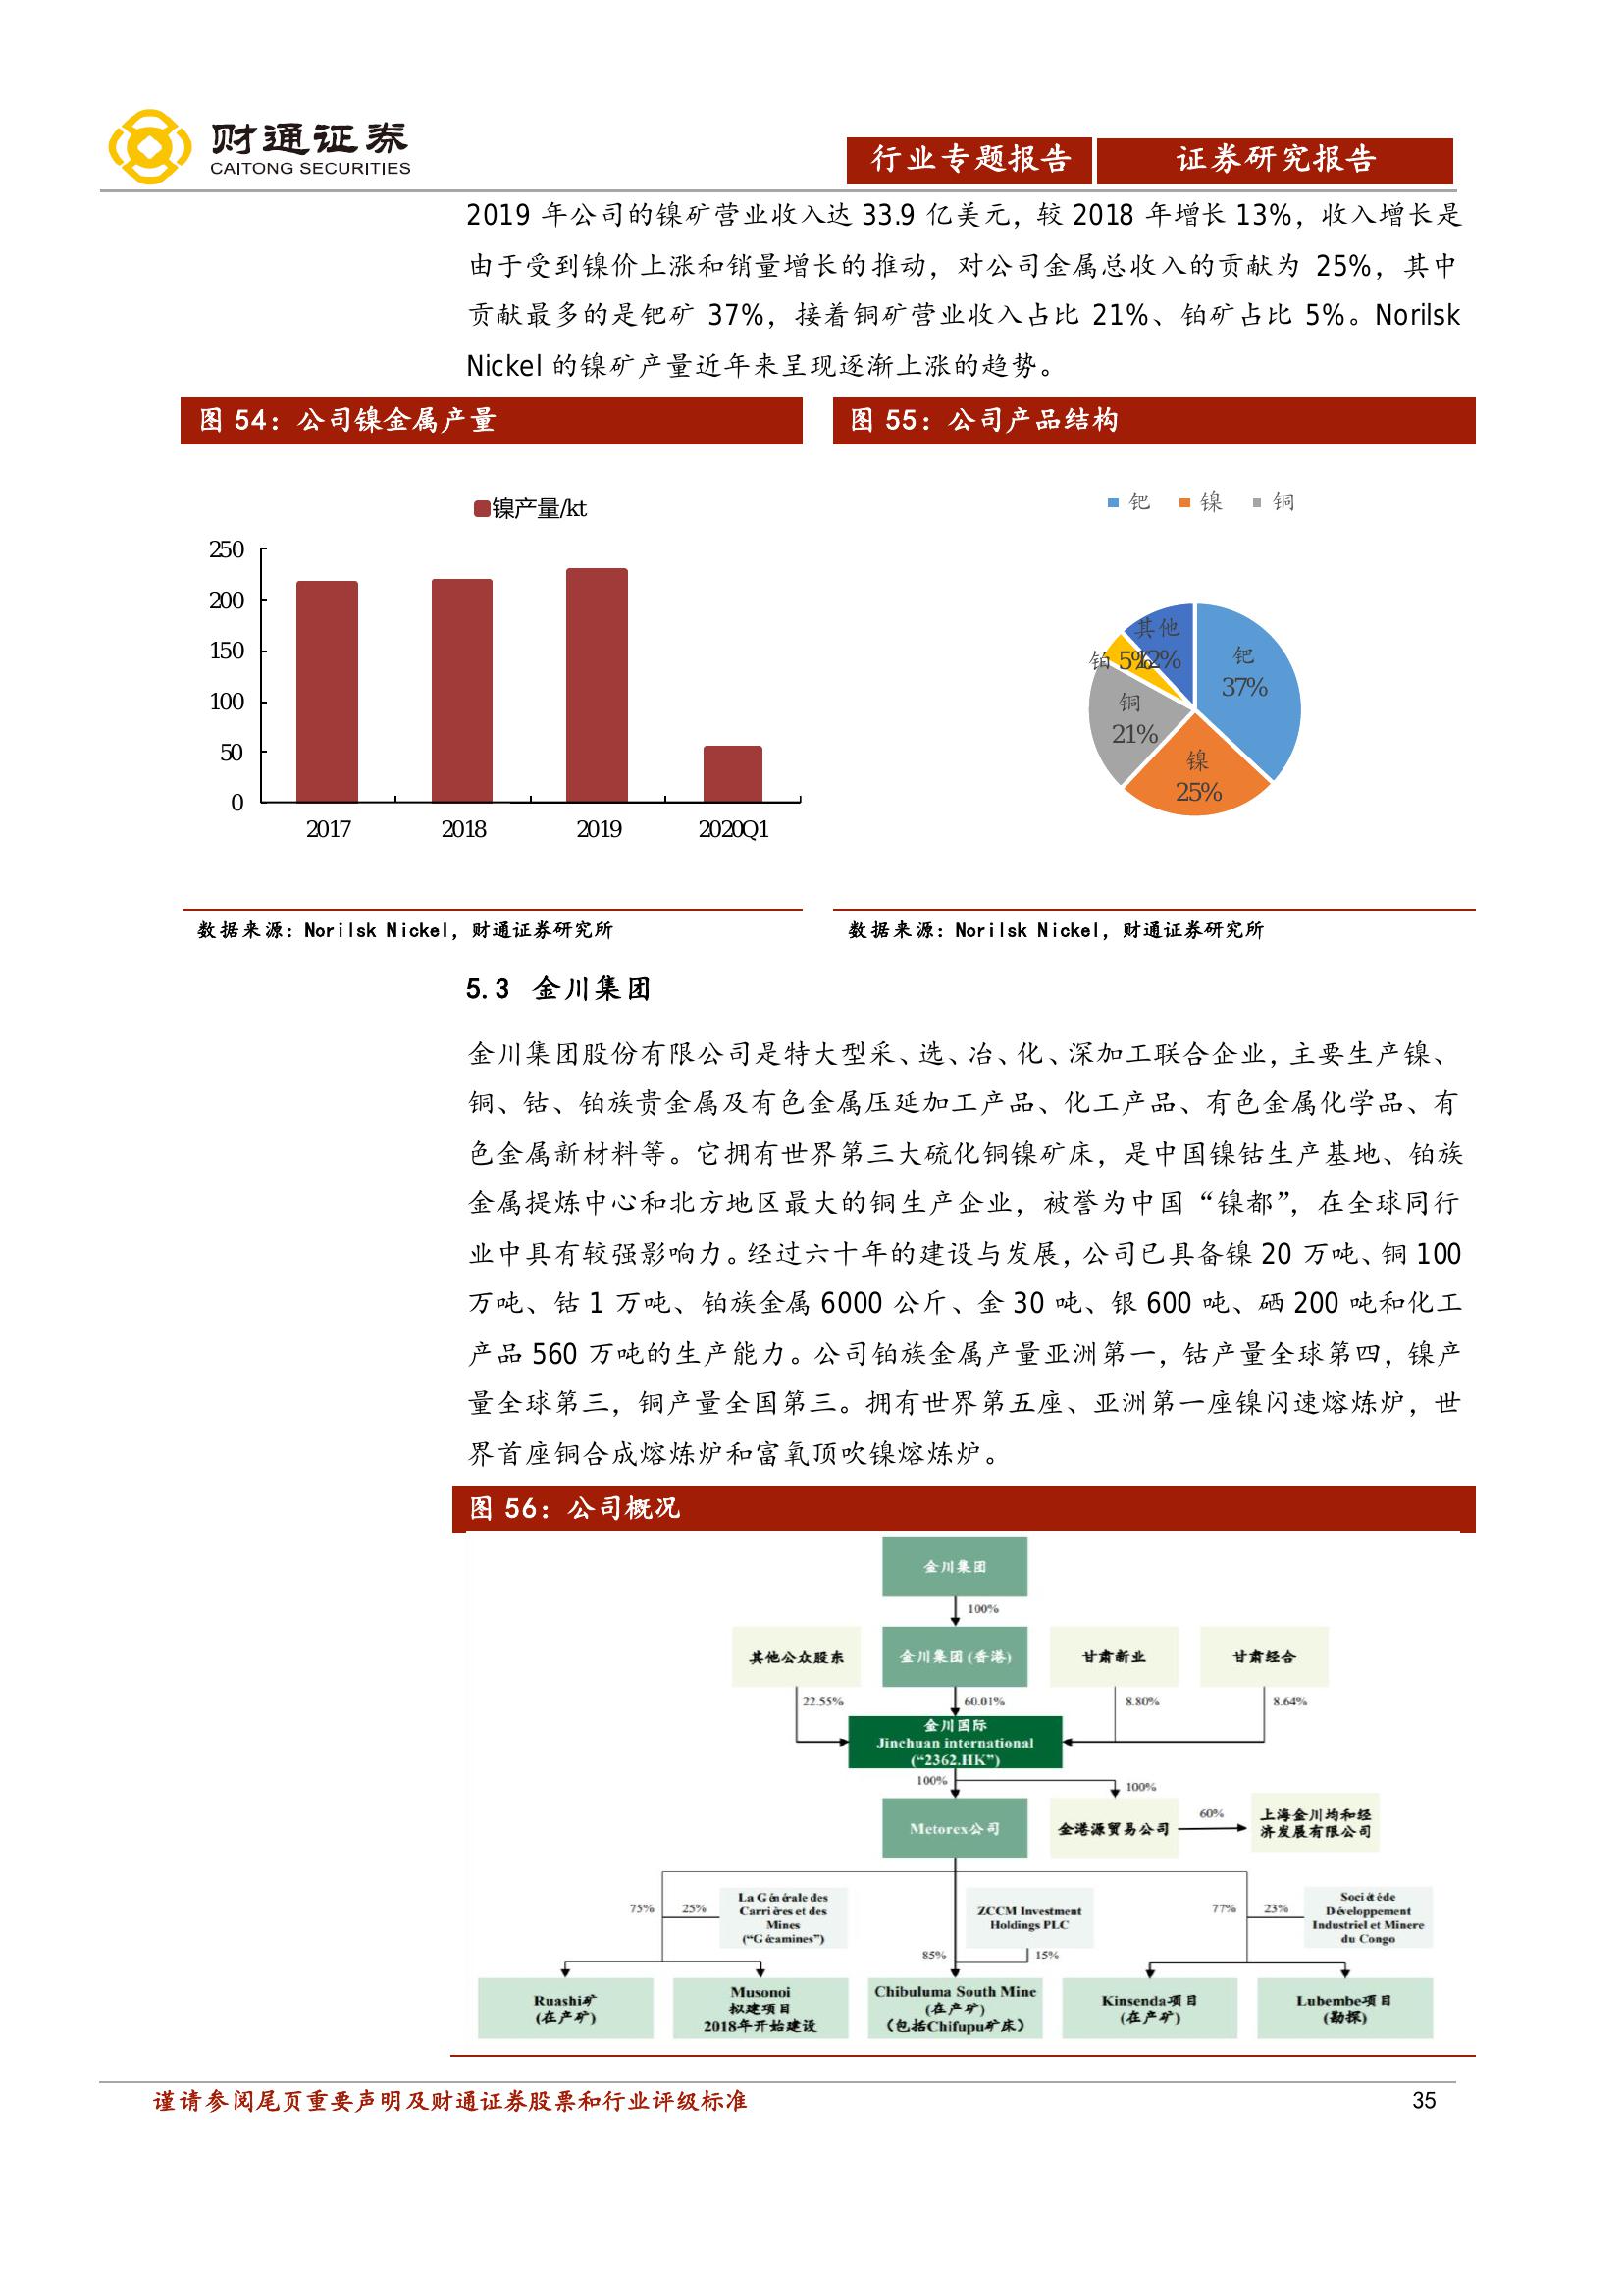 财通证券
CAITONG SECURITIES
行业专题报告
证券研究报告
2019 年公司的镍矿营业收入达 33.9 亿美元，较 2018 年增长 13%，收入增长是
由于受到镍价上涨和销量增长的推动，对公司金属总收入的贡献为 25%，其中
贡献最多的是钯矿 37%，接着铜矿营业收入占比 21%、铂矿占比 5%。Norilsk
Nickel 的镍矿产量近年来呈现逐渐上涨的趋势。
图 54：公司镍金属产量
镍产量/kt
250
200
150
100
50
0
2017
2018
2019
2020Q1
数据来源：Norilsk Nickel，财通证券研究所
图 55：公司产品结构
钯
镍
铜
其他
12%
铂 5%
钯
37%
铜
21%
镍
25%
数据来源：Norilsk Nickel，财通证券研究所
5.3 金川集团
金川集团股份有限公司是特大型采、选、冶、化、深加工联合企业，主要生产镍、
铜、钴、铂族贵金属及有色金属压延加工产品、化工产品、有色金属化学品、有
色金属新材料等。它拥有世界第三大硫化铜镍矿床，是中国镍钴生产基地、铂族
金属提炼中心和北方地区最大的铜生产企业，被誉为中国“镍都”，在全球同行
业中具有较强影响力。经过六十年的建设与发展，公司已具备镍 20 万吨、铜 100
万吨、钴 1 万吨、铂族金属 6000 公斤、金 30 吨、银 600 吨、硒 200 吨和化工
产品 560 万吨的生产能力。公司铂族金属产量亚洲第一，钴产量全球第四，镍产
量全球第三，铜产量全国第三。拥有世界第五座、亚洲第一座镍闪速熔炼炉，世
界首座铜合成熔炼炉和富氧顶吹镍熔炼炉。
图 56：公司概况
金川集团
100%
其他公众股东
金川集团(香港)
甘肃新业
甘肃经合
22.55%
60.01%
8.80%
8.64%
金川国际
Jinchuan international
(“2362.HK”)
100%
100%
Metorex公司
金港源贸易公司
60%
上海金川均和经
济发展有限公司
75%
25%
La Générale des
Carrières et des
Mines
(“Gécamines”)
ZCCM Investment
Holdings PLC
85%
15%
77%
23%
Société de
Développement
Industriel et Minere
du Congo
Ruashi矿
(在产矿)
Musonoi
拟建项目
2018年开始建设
Chibuluma South Mine
(在产矿)
（包括Chifupu矿床）
Kinsenda项目
(在产矿)
Lubembe项目
(勘探)
谨请参阅尾页重要声明及财通证券股票和行业评级标准
35